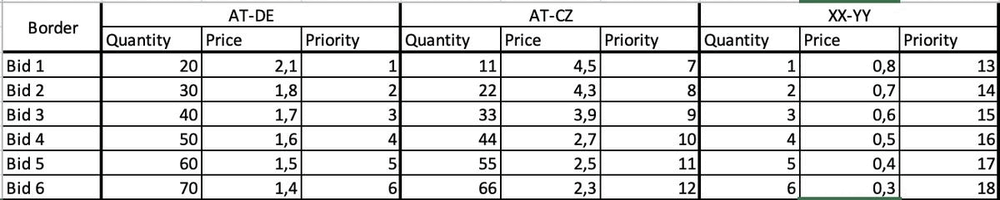 Border AT-DE AT-CZ XX-YY
Quantity Price Priority Quantity Price Priority Quantity Price Priority
Bid 1 20 2,1 1 11 4,5 7 1 0,8 13
Bid 2 30 1,8 2 22 4,3 8 2 0,7 14
Bid 3 40 1,7 3 33 3,9 9 3 0,6 15
Bid 4 50 1,6 4 44 2,7 10 4 0,5 16
Bid 5 60 1,5 5 55 2,5 11 5 0,4 17
Bid 6 70 1,4 6 66 2,3 12 6 0,3 18